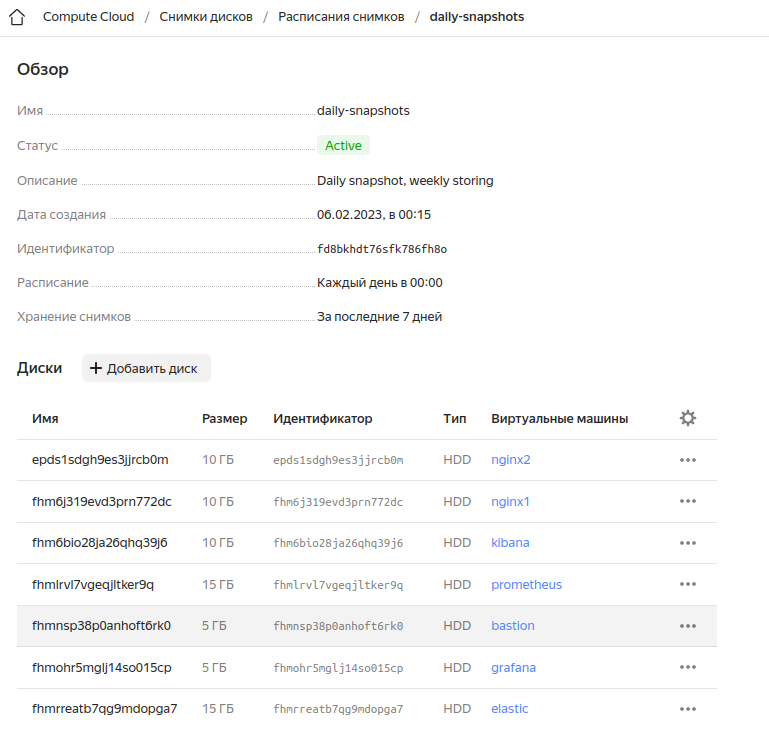 Compute Cloud / Снимки дисков / Расписания снимков / daily-snapshots
Обзор
Имя daily-snapshots
Статус Active
Описание Daily snapshot, weekly storing
Дата создания 06.02.2023, в 00:15
Идентификатор fd8bkhdt76sfk786fh8o
Расписание Каждый день в 00:00
Хранение снимков За последние 7 дней
Диски + Добавить диск
Имя Размер Идентификатор Тип Виртуальные машины
epds1sdgh9es3jjrcb0m 10 ГБ epds1sdgh9es3jjrcb0m HDD nginx2
fhm6j319evd3prn772dc 10 ГБ fhm6j319evd3prn772dc HDD nginx1
fhm6bio28ja26qhq39j6 10 ГБ fhm6bio28ja26qhq39j6 HDD kibana
fhmlrvl7vgeqjltker9q 15 ГБ fhmlrvl7vgeqjltker9q HDD prometheus
fhmnsp38p0anhoft6rk0 5 ГБ fhmnsp38p0anhoft6rk0 HDD bastion
fhmohr5mglj14so015cp 5 ГБ fhmohr5mglj14so015cp HDD grafana
fhmrreatb7qg9mdopga7 15 ГБ fhmrreatb7qg9mdopga7 HDD elastic